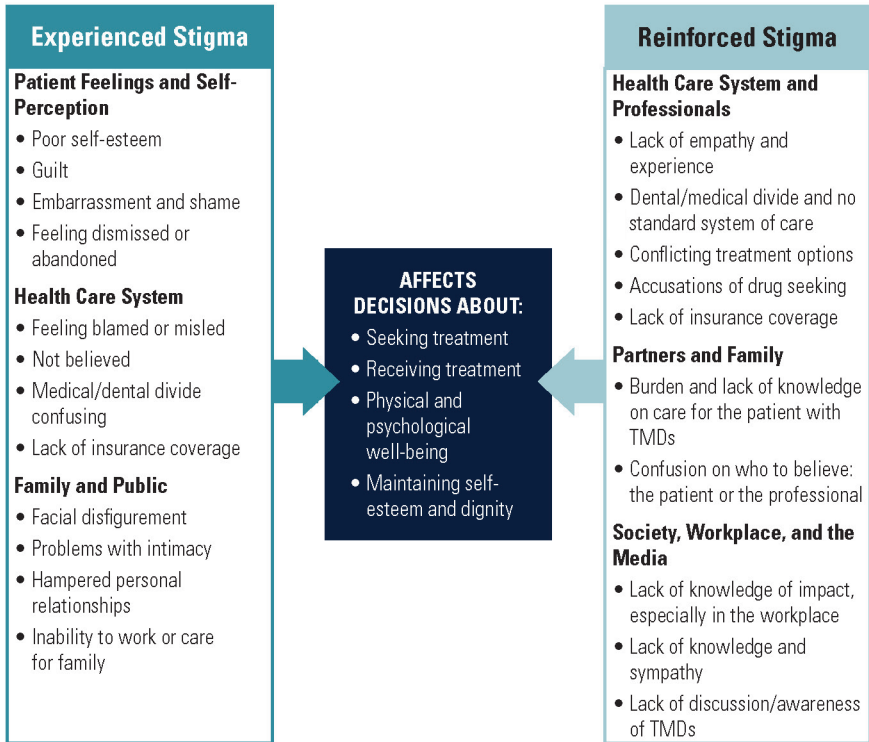 Experienced Stigma
Patient Feelings and Self-
Perception
• Poor self-esteem
• Guilt
• Embarrassment and shame
• Feeling dismissed or
abandoned
Health Care System
• Feeling blamed or misled
• Not believed
• Medical/dental divide
confusing
• Lack of insurance coverage
Family and Public
• Facial disfigurement
• Problems with intimacy
• Hampered personal
relationships
• Inability to work or care
for family
AFFECTS
DECISIONS ABOUT:
• Seeking treatment
• Receiving treatment
• Physical and
psychological
well-being
• Maintaining self-
esteem and dignity
Reinforced Stigma
Health Care System and
Professionals
• Lack of empathy and
experience
• Dental/medical divide and no
standard system of care
• Conflicting treatment options
• Accusations of drug seeking
• Lack of insurance coverage
Partners and Family
• Burden and lack of knowledge
on care for the patient with
TMDs
• Confusion on who to believe:
the patient or the professional
Society, Workplace, and the
Media
• Lack of knowledge of impact,
especially in the workplace
• Lack of knowledge and
sympathy
• Lack of discussion/awareness
of TMDs